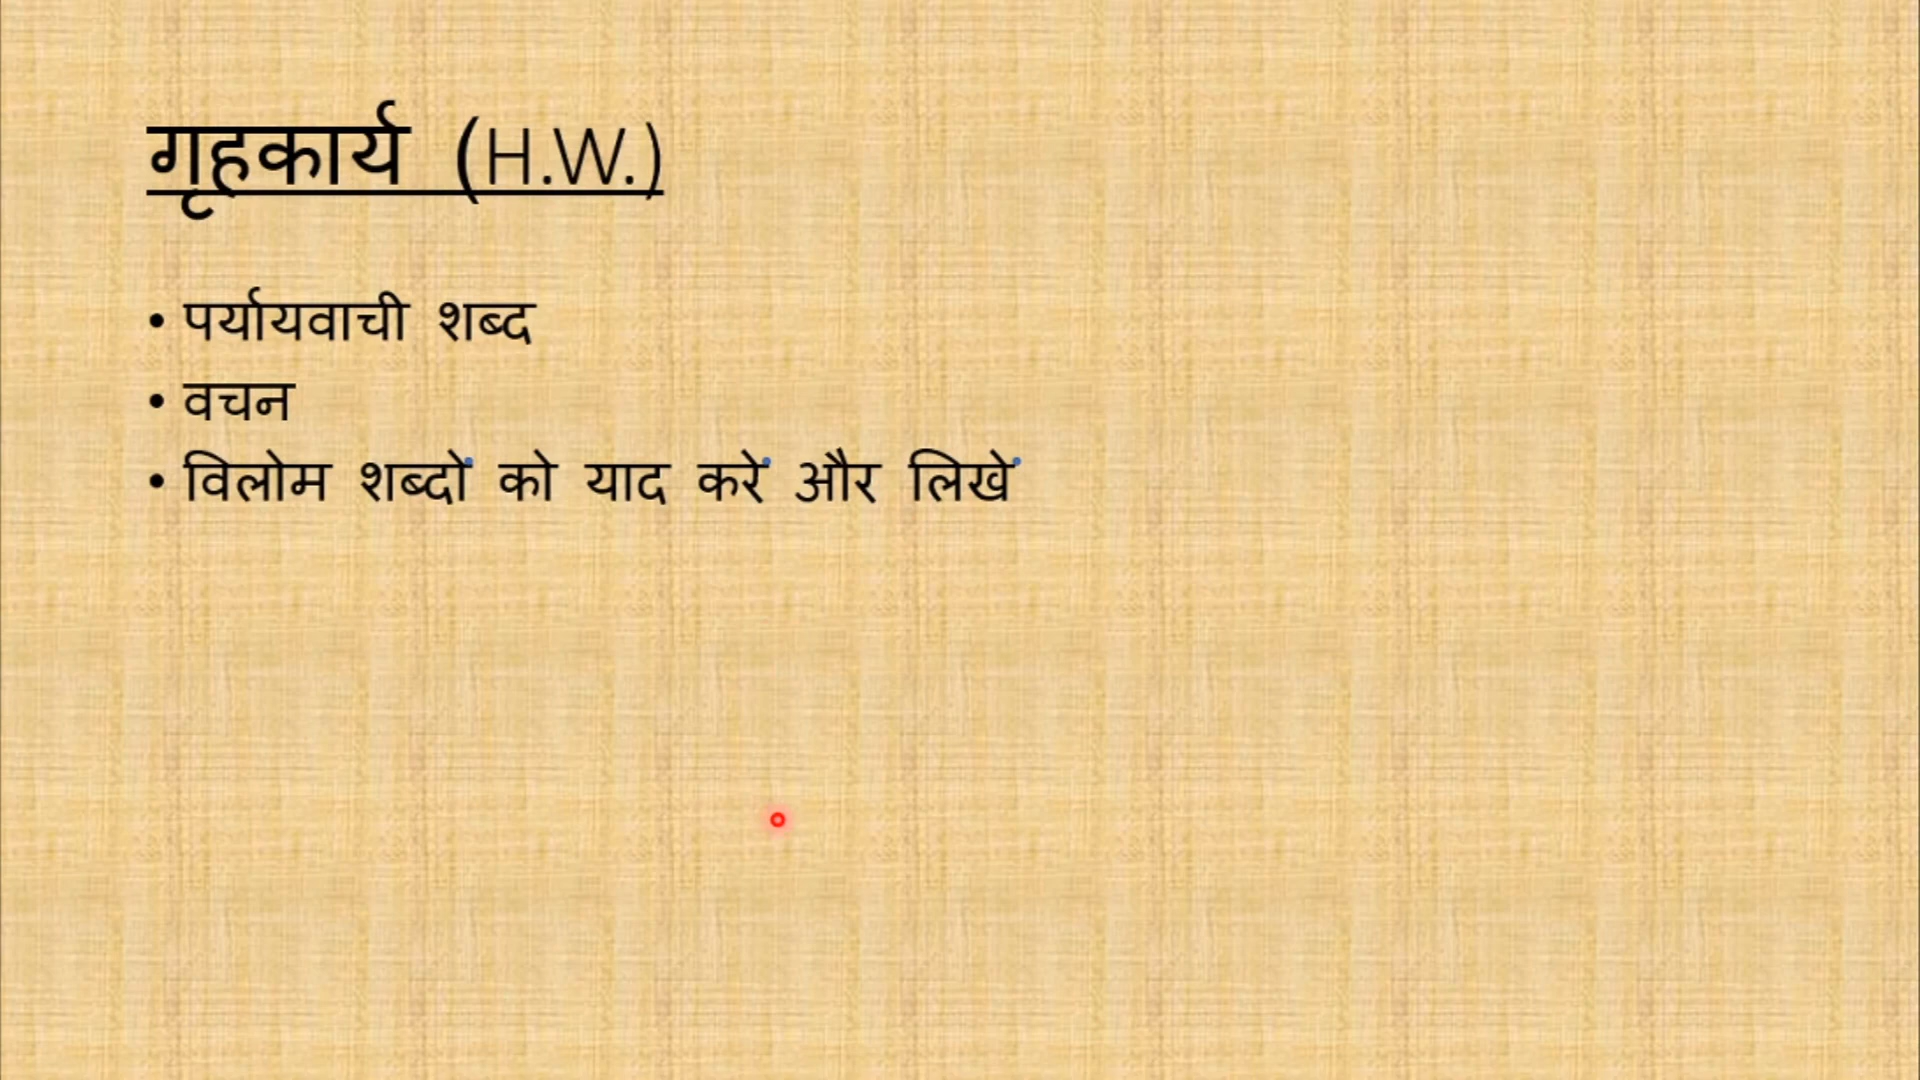 गृहकार्य (H.W.)
• पर्यायवाची शब्द
• वचन
• विलोम शब्दों को याद करें और लिखें